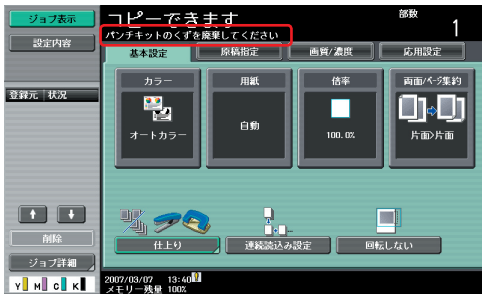 ジョブ表示
設定内容
コピーできます
パンチキットのくずを廃棄してください
部数
1
基本設定
原稿指定
画質/濃度
応用設定
登録元 状況
カラー
オートカラー
用紙
自動
倍率
100.0%
両面/ページ集約
片面>片面
削除
ジョブ詳細
仕上り
連続読込み設定
回転しない
Y M C K
2007/03/07 13:40
メモリー残量 100%